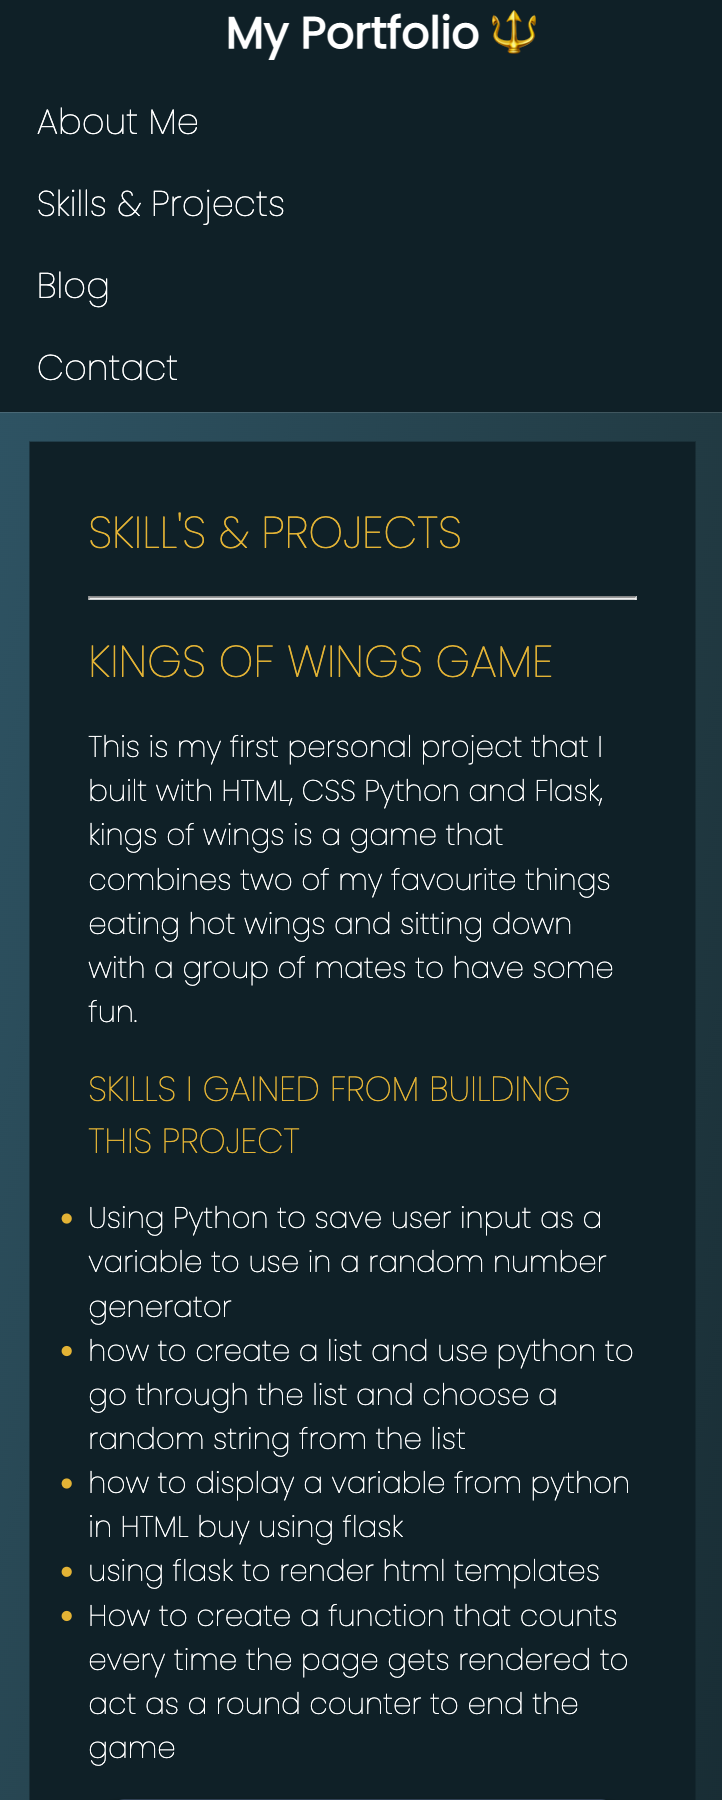 My Portfolio 🔱
About Me
Skills & Projects
Blog
Contact
SKILL'S & PROJECTS
KINGS OF WINGS GAME
This is my first personal project that I
built with HTML, CSS Python and Flask,
kings of wings is a game that
combines two of my favourite things
eating hot wings and sitting down
with a group of mates to have some
fun.
SKILLS I GAINED FROM BUILDING
THIS PROJECT
• Using Python to save user input as a
variable to use in a random number
generator
• how to create a list and use python to
go through the list and choose a
random string from the list
• how to display a variable from python
in HTML buy using flask
• using flask to render html templates
• How to create a function that counts
every time the page gets rendered to
act as a round counter to end the
game